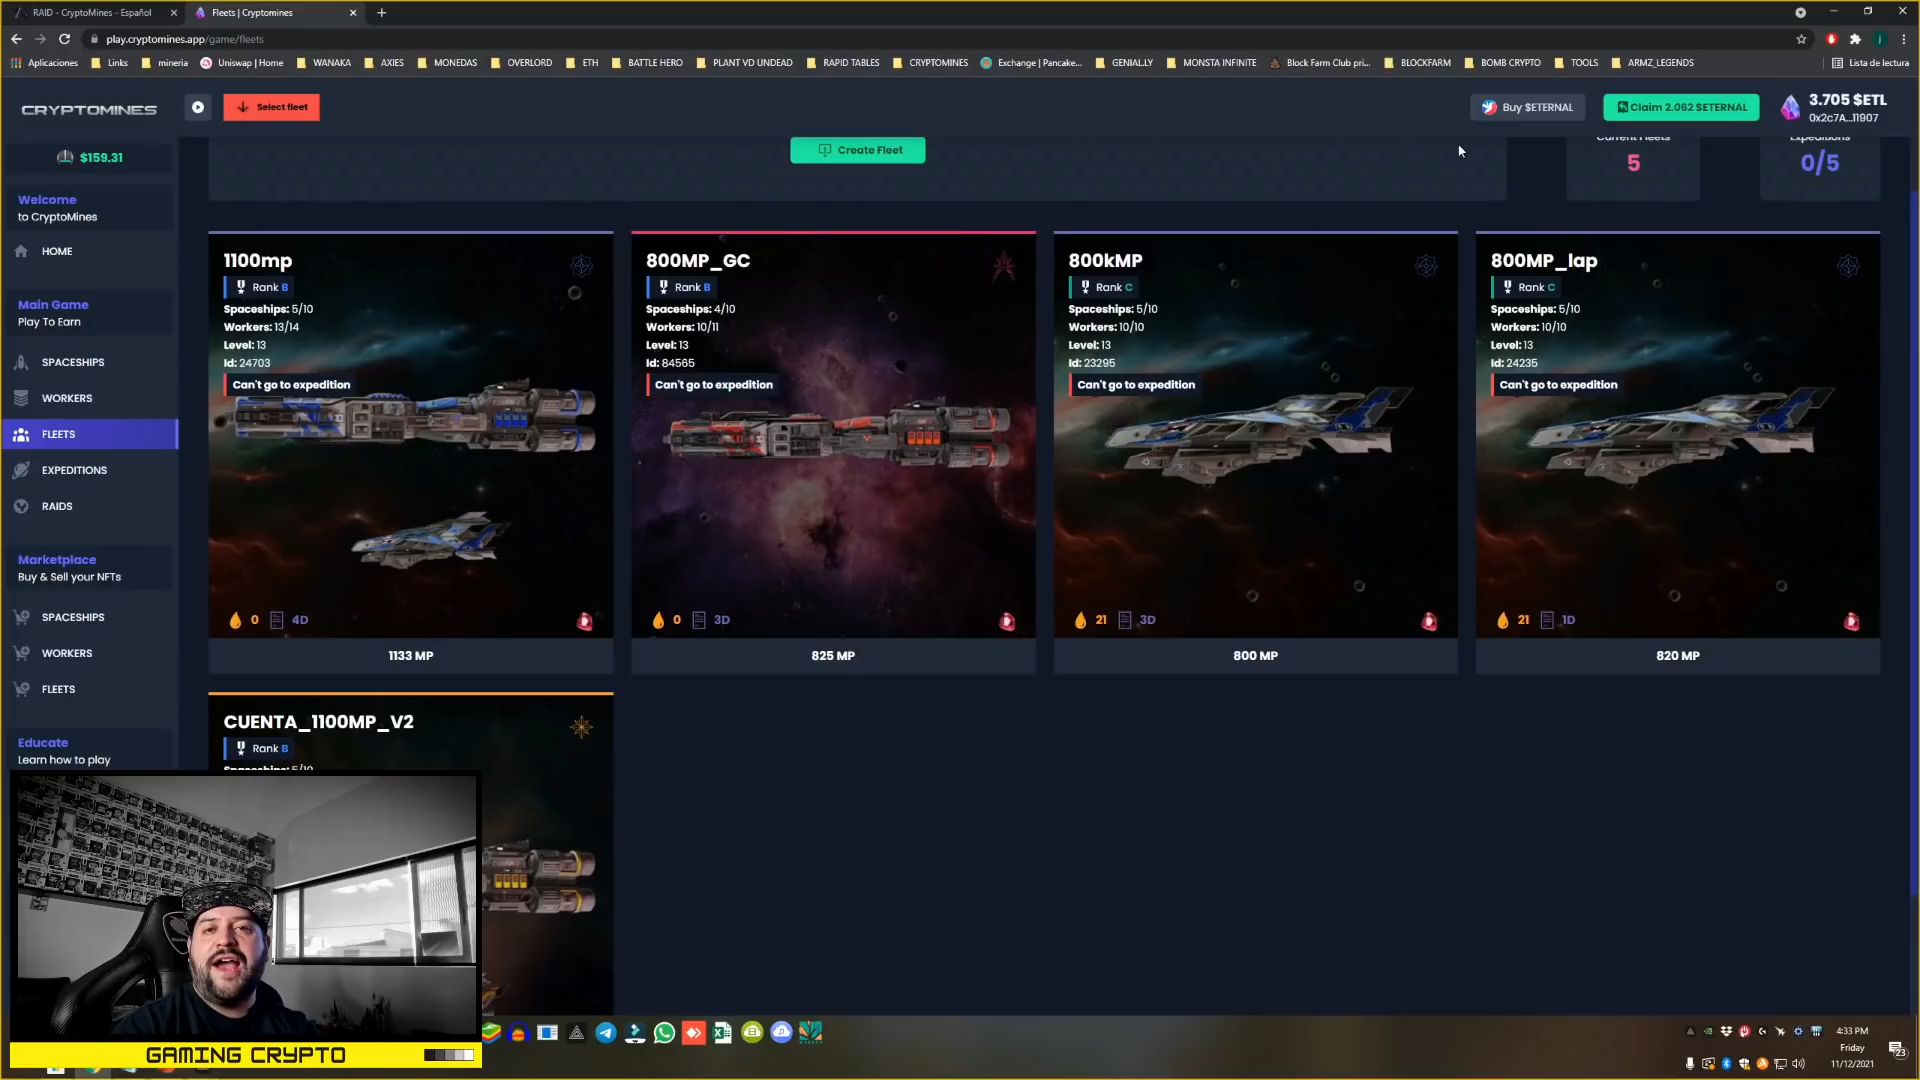 RAID - CryptoMines - Español
Fleets | Cryptomines
play.cryptomines.app/game/fleets
Aplicaciones Links mineria Uniswap | Home WANAKA AXIES MONEDAS OVERLORD ETH BATTLE HERO PLANT VD UNDEAD RAPID TABLES CRYPTOMINES Exchange | Pancake... GENIALLY MONSTA INFINITE Block Farm Club pri... BLOCKFARM BOMB CRYPTO TOOLS ARMZ_LEGENDS Lista de lectura
CRYPTOMINES
Select fleet
Buy $ETERNAL
Claim 2.062 $ETERNAL
3.705 $ETL
0x2c7A...11907
$159.31
Welcome
to CryptoMines
HOME
Main Game
Play To Earn
SPACESHIPS
WORKERS
FLEETS
EXPEDITIONS
RAIDS
Marketplace
Buy & Sell your NFTs
SPACESHIPS
WORKERS
FLEETS
Educate
Learn how to play
Create Fleet
Current Fleets
5
Expeditions
0/5
1100mp
Rank B
Spaceships: 5/10
Workers: 13/14
Level: 13
Id: 24703
Can't go to expedition
0 4D
1133 MP
800MP_GC
Rank B
Spaceships: 4/10
Workers: 10/11
Level: 13
Id: 84565
Can't go to expedition
0 3D
825 MP
800kMP
Rank C
Spaceships: 5/10
Workers: 10/10
Level: 13
Id: 23295
Can't go to expedition
21 3D
800 MP
800MP_lap
Rank C
Spaceships: 5/10
Workers: 10/10
Level: 13
Id: 24235
Can't go to expedition
21 1D
820 MP
CUENTA_1100MP_V2
Rank B
Spaceships: 5/10
GAMING CRYPTO
4:33 PM
Friday
11/12/2021
23